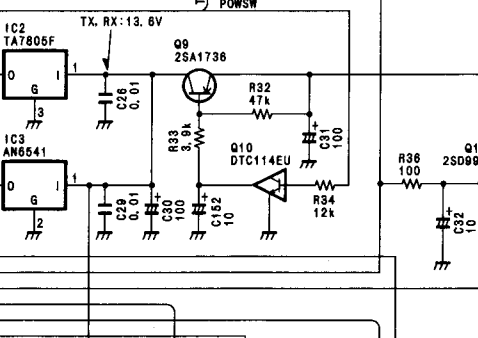 POWSW
IC2
TA7805F
TX, RX:13. 6V
Q9
2SA1736
O
I
G
1
3
C26
0.01
R32
47k
R33
3. 9k
C31
100
Q10
DTC114EU
IC3
AN6541
O
I
G
1
2
C29
0.01
C30
100
C152
10
R34
12k
R36
100
Q1
2SD99
C32
10